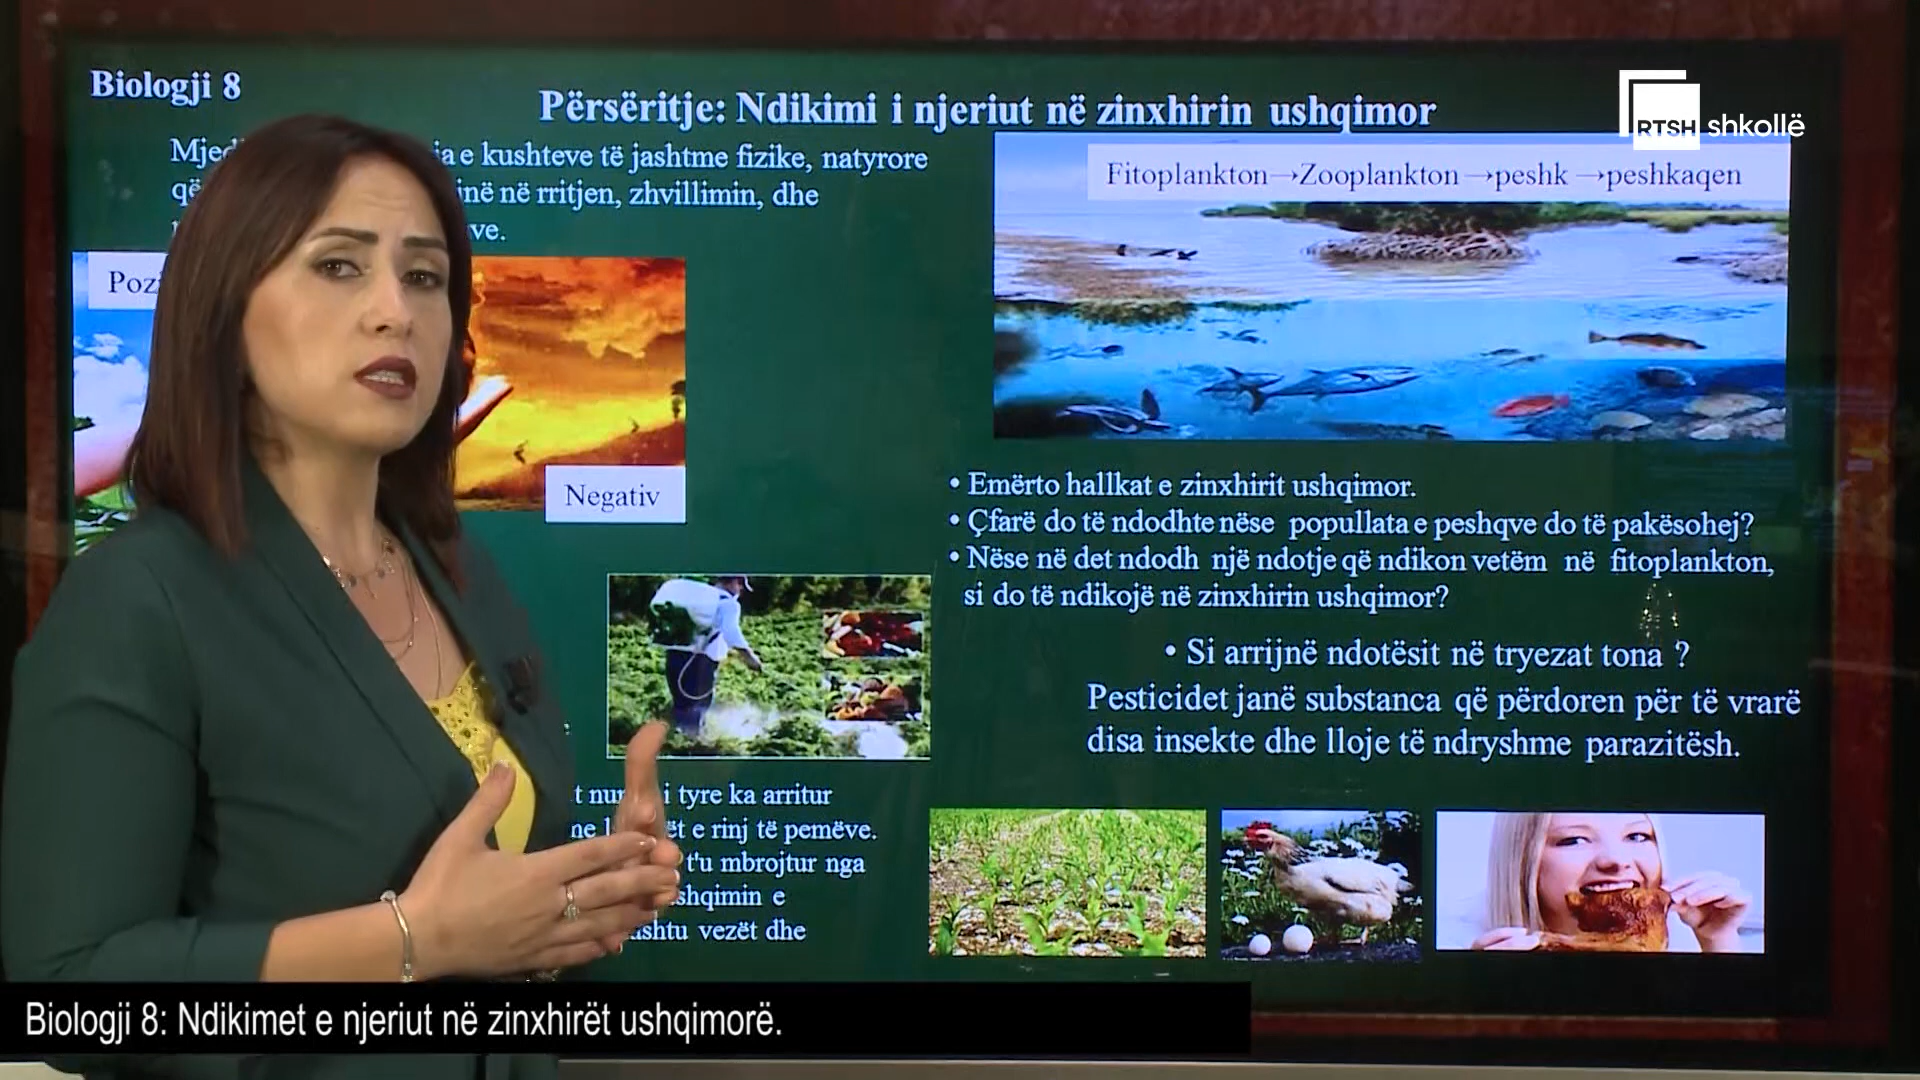 Biologji 8
Përsëritje: Ndikimi i njeriut në zinxhirin ushqimor
RTSH shkollë
e kushteve të jashtme fizike, natyrore
në rritjen, zhvillimin, dhe
Negativ
Fitoplankton→Zooplankton→peshk→peshkaqen
• Emërto hallkat e zinxhirit ushqimor.
• Çfarë do të ndodhte nëse popullata e peshqve do të pakësohej?
• Nëse në det ndodh një ndotje që ndikon vetëm në fitoplankton,
si do të ndikojë në zinxhirin ushqimor?
• Si arrijnë ndotësit në tryezat tona ?
Pesticidet janë substanca që përdoren për të vrarë
disa insekte dhe lloje të ndryshme parazitësh.
i tyre ka arritur
e rinj të pemëve.
t'u mbrojtur nga
e
vezët dhe
Biologji 8: Ndikimet e njeriut në zinxhirët ushqimorë.